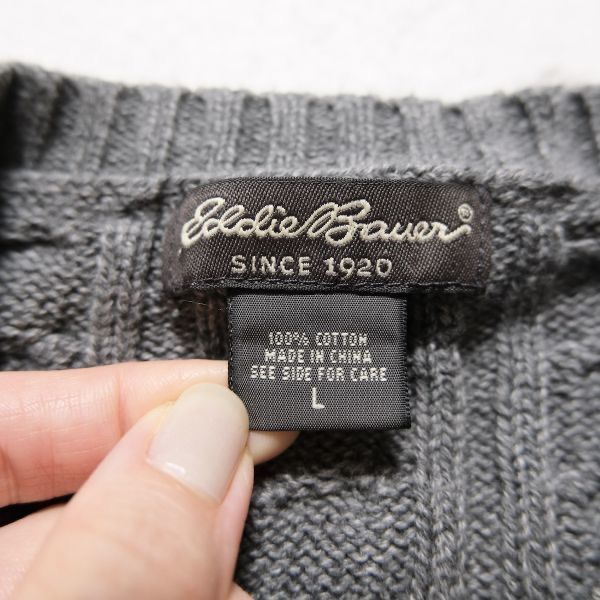 Eddie Bauer®
SINCE 1920
100% COTTON
MADE IN CHINA
SEE SIDE FOR CARE
L